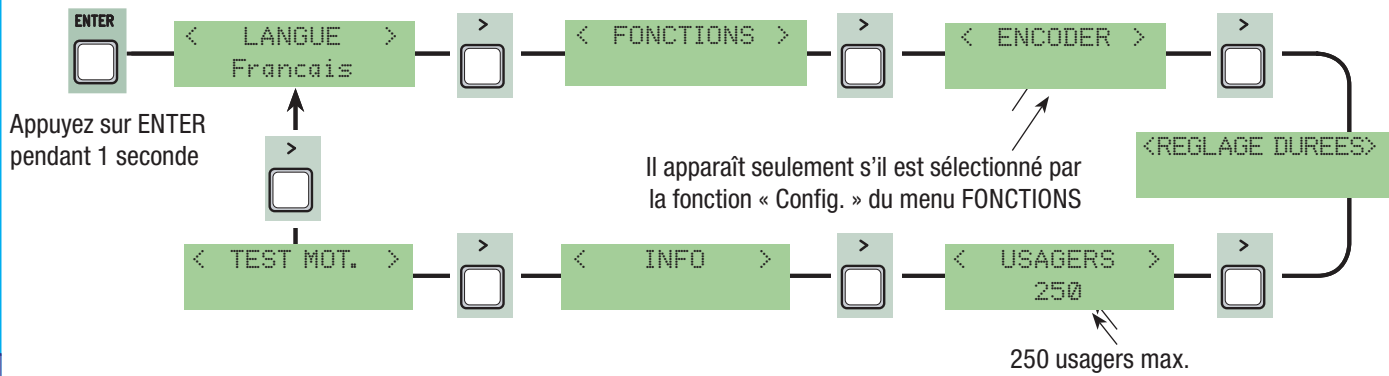 ENTER
< LANGUE >
Francais
>
< FONCTIONS >
>
< ENCODER >
>
Appuyez sur ENTER
pendant 1 seconde
>
Il apparaît seulement s’il est sélectionné par
la fonction « Config. » du menu FONCTIONS
<REGLAGE DUREES>
< TEST MOT. >
>
< INFO >
>
< USAGERS >
250
>
250 usagers max.